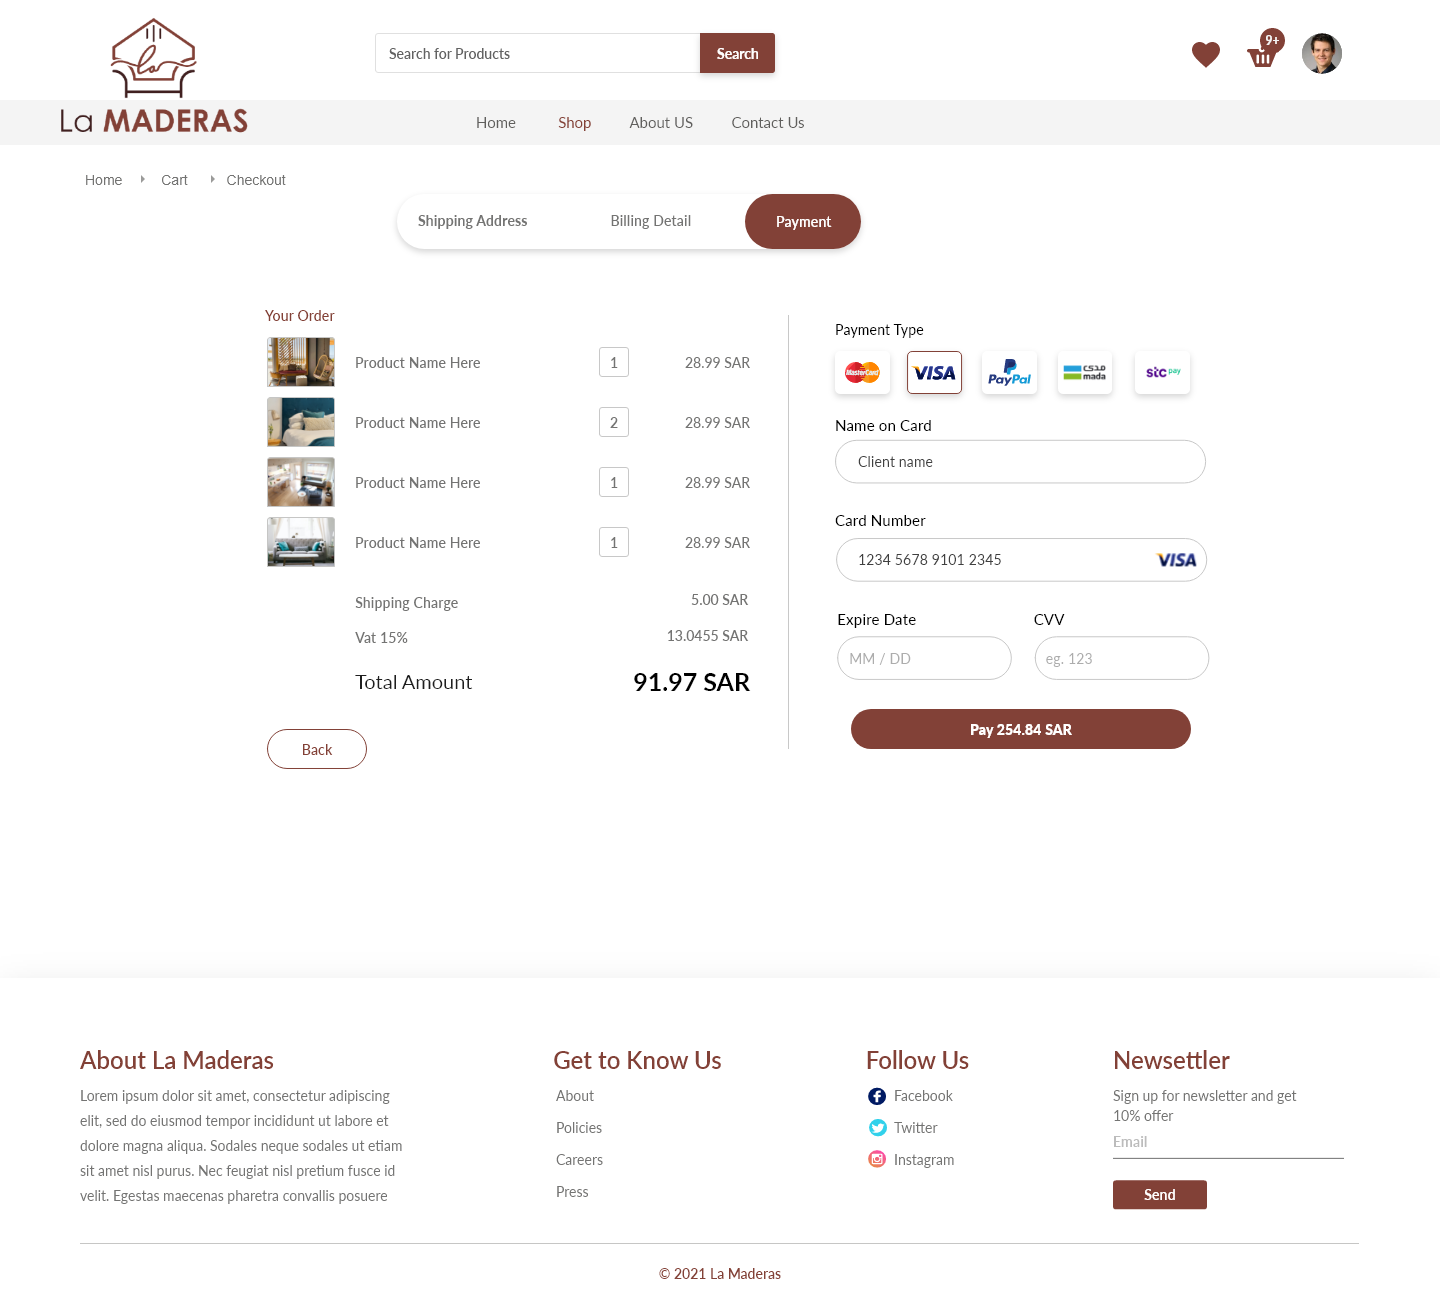 Search for Products
Search
9+
La MADERAS
Home
Shop
About US
Contact Us
Home
Cart
Checkout
Shipping Address
Billing Detail
Payment
Your Order
Product Name Here
1
28.99 SAR
Product Name Here
2
28.99 SAR
Product Name Here
1
28.99 SAR
Product Name Here
1
28.99 SAR
Shipping Charge
5.00 SAR
Vat 15%
13.0455 SAR
Total Amount
91.97 SAR
Back
Payment Type
MasterCard
VISA
PayPal
مدى
mada
stc pay
Name on Card
Client name
Card Number
1234 5678 9101 2345
VISA
Expire Date
CVV
MM / DD
eg. 123
Pay 254.84 SAR
About La Maderas
Lorem ipsum dolor sit amet, consectetur adipiscing
elit, sed do eiusmod tempor incididunt ut labore et
dolore magna aliqua. Sodales neque sodales ut etiam
sit amet nisl purus. Nec feugiat nisl pretium fusce id
velit. Egestas maecenas pharetra convallis posuere
Get to Know Us
About
Policies
Careers
Press
Follow Us
Facebook
Twitter
Instagram
Newsettler
Sign up for newsletter and get
10% offer
Email
Send
© 2021 La Maderas